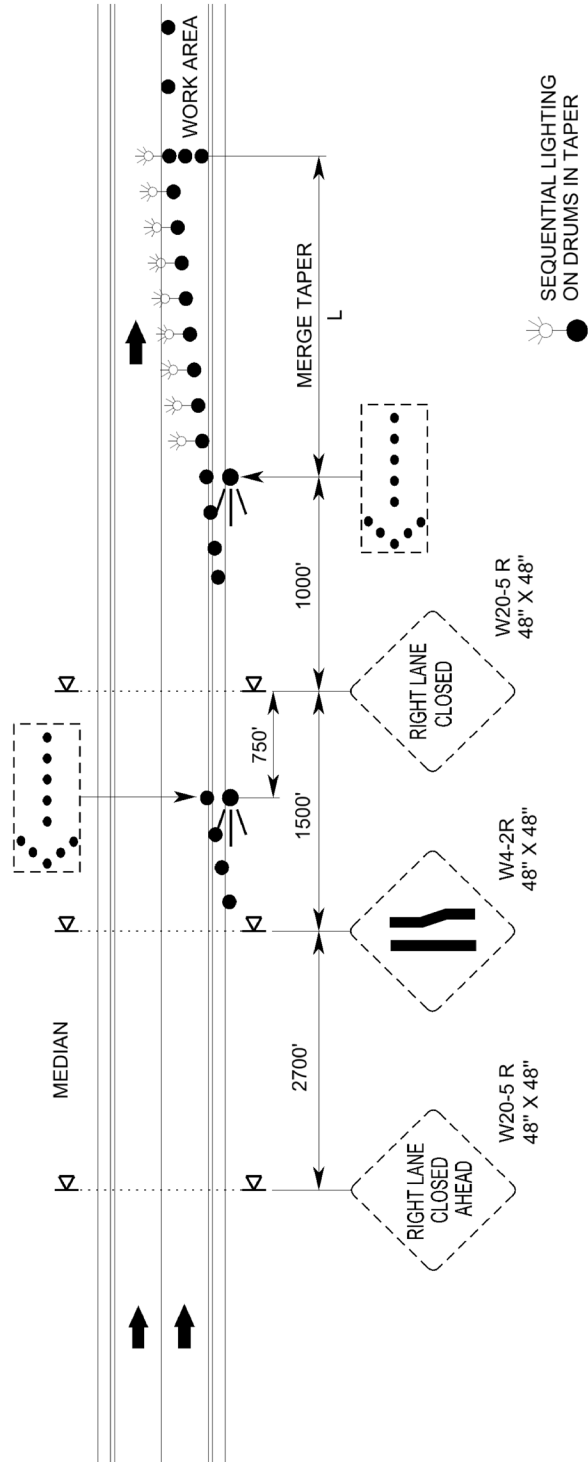 MEDIAN
WORK AREA
2700'
1500'
750'
1000'
MERGE TAPER
L
RIGHT LANE
CLOSED
AHEAD
W20-5 R
48" X 48"
W4-2R
48" X 48"
RIGHT LANE
CLOSED
W20-5 R
48" X 48"
SEQUENTIAL LIGHTING
ON DRUMS IN TAPER